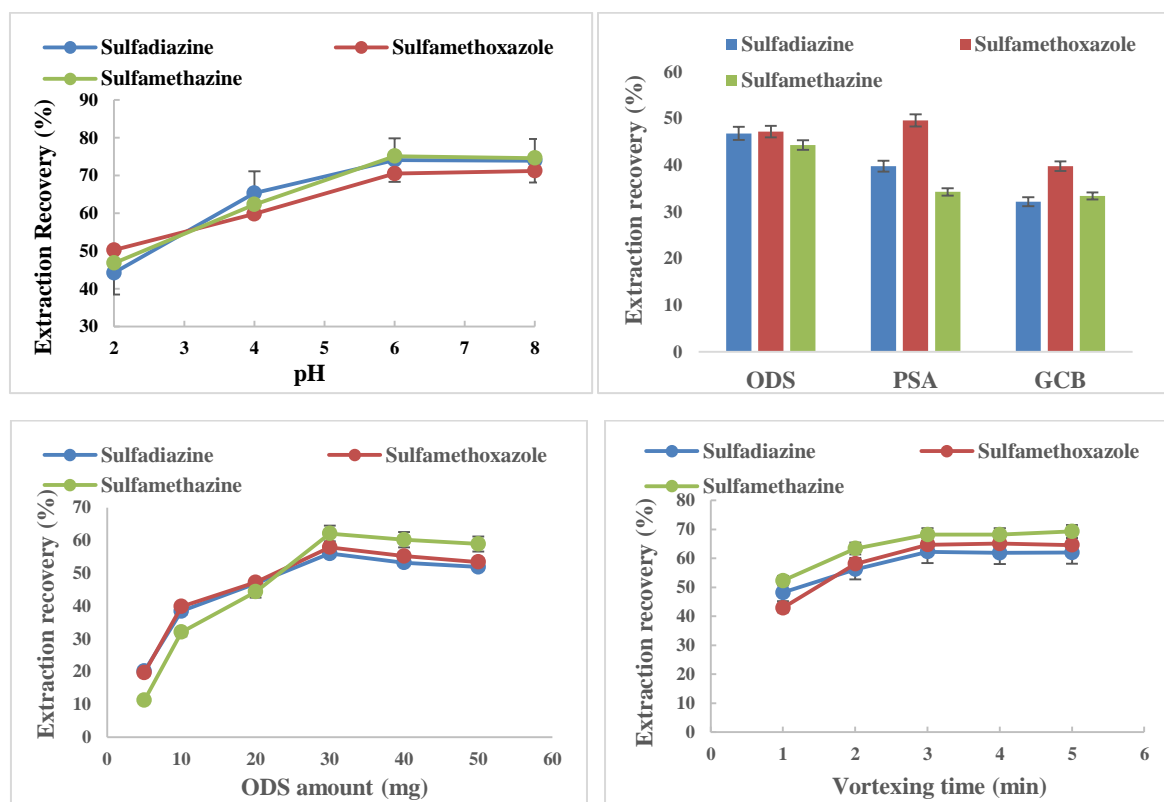 Sulfadiazine
Sulfamethoxazole
Sulfamethazine
Extraction Recovery (%)
90
80
70
60
50
40
30
2
3
4
5
6
7
8
pH
Sulfadiazine
Sulfamethoxazole
Sulfamethazine
Extraction recovery (%)
60
50
40
30
20
10
0
ODS
PSA
GCB
Sulfadiazine
Sulfamethoxazole
Sulfamethazine
Extraction recovery (%)
70
60
50
40
30
20
10
0
0
10
20
30
40
50
60
ODS amount (mg)
Sulfadiazine
Sulfamethoxazole
Sulfamethazine
Extraction recovery (%)
80
70
60
50
40
30
20
10
0
0
1
2
3
4
5
6
Vortexing time (min)